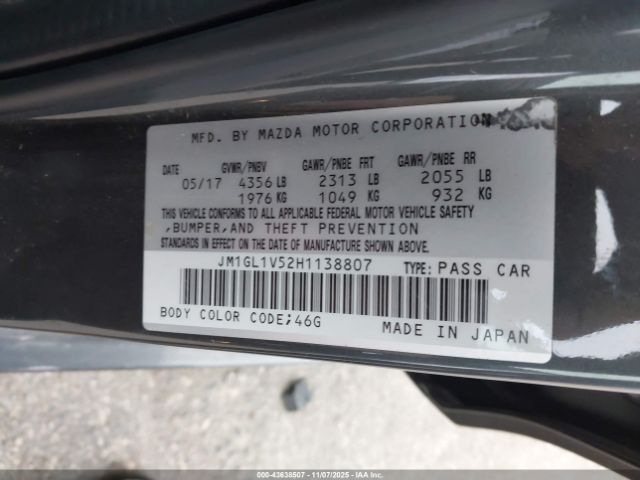 MFD. BY MAZDA MOTOR CORPORATION
DATE GVWR/PNBV GAWR/PNBE FRT GAWR/PNBE RR
05/17 4356 LB 2313 LB 2055 LB
1976 KG 1049 KG 932 KG
THIS VEHICLE CONFORMS TO ALL APPLICABLE FEDERAL MOTOR VEHICLE SAFETY
,BUMPER,AND THEFT PREVENTION
STANDARDS IN EFFECT ON THE DATE OF MANUFACTURE SHOWN ABOVE.
JM1GL1V52H1138807 TYPE: PASS CAR
BODY COLOR CODE;46G MADE IN JAPAN
000-43638507 - 11/07/2025 - IAAI.COM